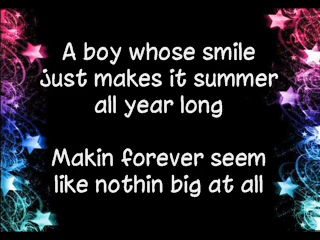 A boy whose smile
Just makes it summer
all year long
Makin forever seem
like nothin big at all